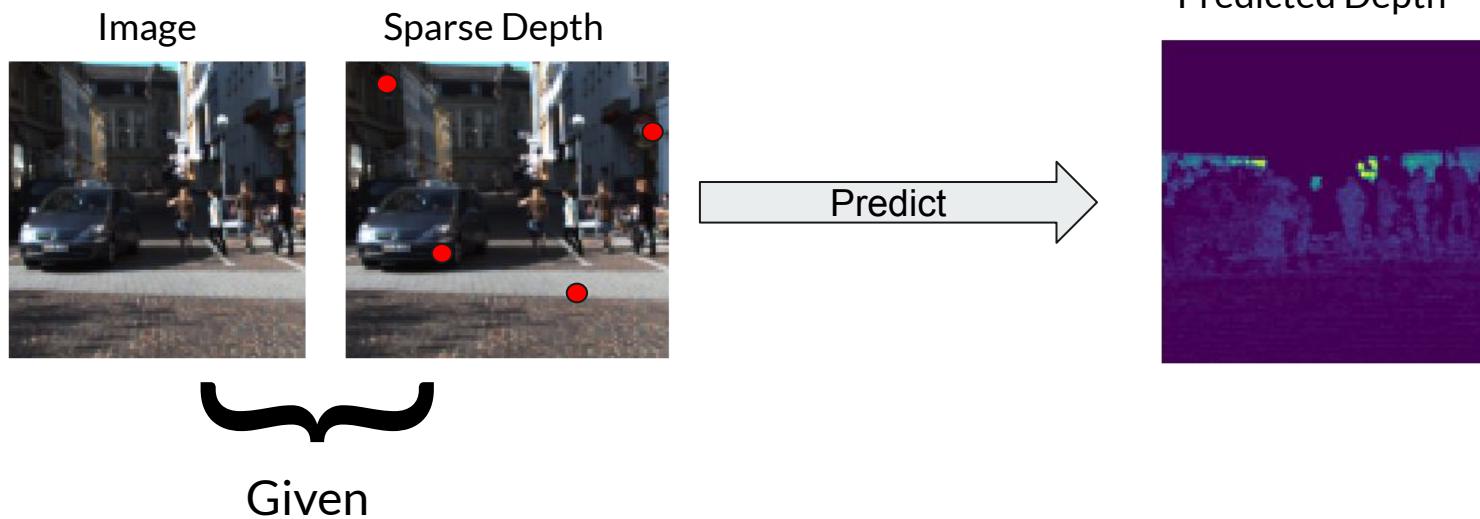 Image
Sparse Depth
Predicted Depth
Predict
Given